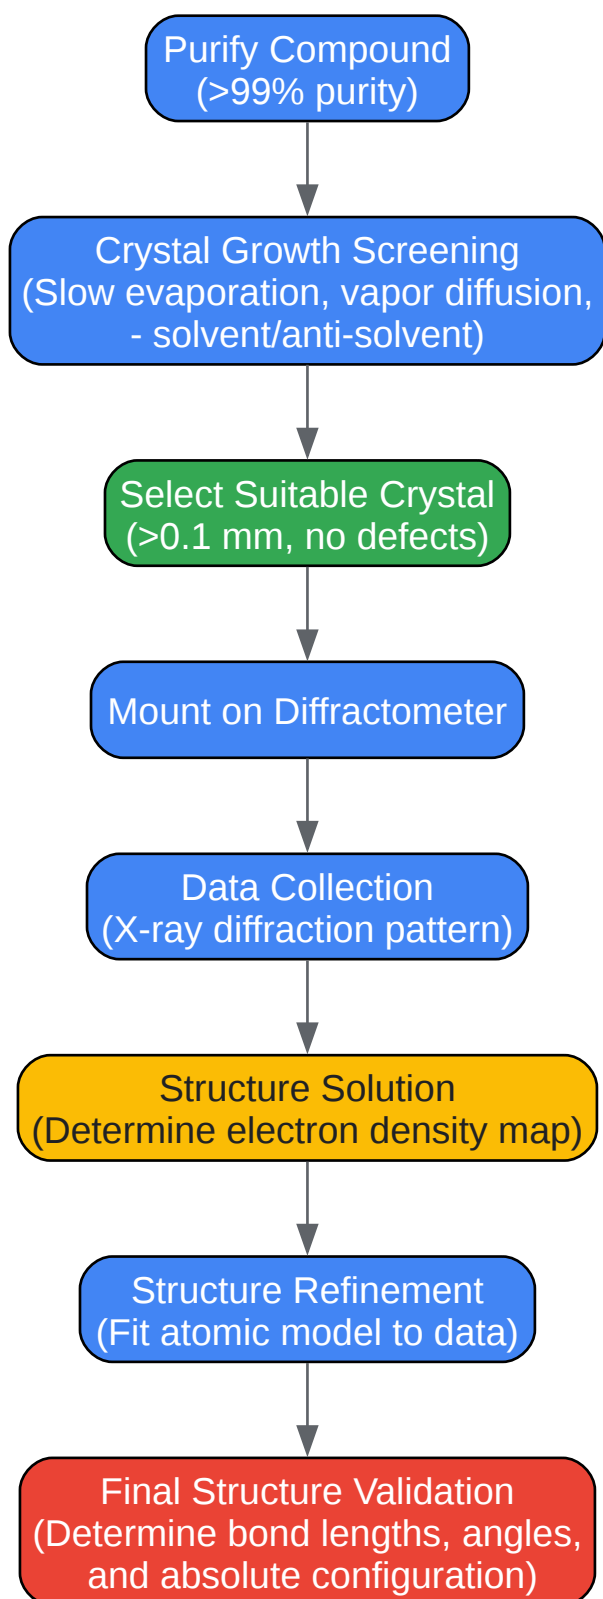 Purify Compound
(>99% purity)
Crystal Growth Screening
(Slow evaporation, vapor diffusion,
- solvent/anti-solvent)
Select Suitable Crystal
(>0.1 mm, no defects)
Mount on Diffractometer
Data Collection
(X-ray diffraction pattern)
Structure Solution
(Determine electron density map)
Structure Refinement
(Fit atomic model to data)
Final Structure Validation
(Determine bond lengths, angles,
and absolute configuration)